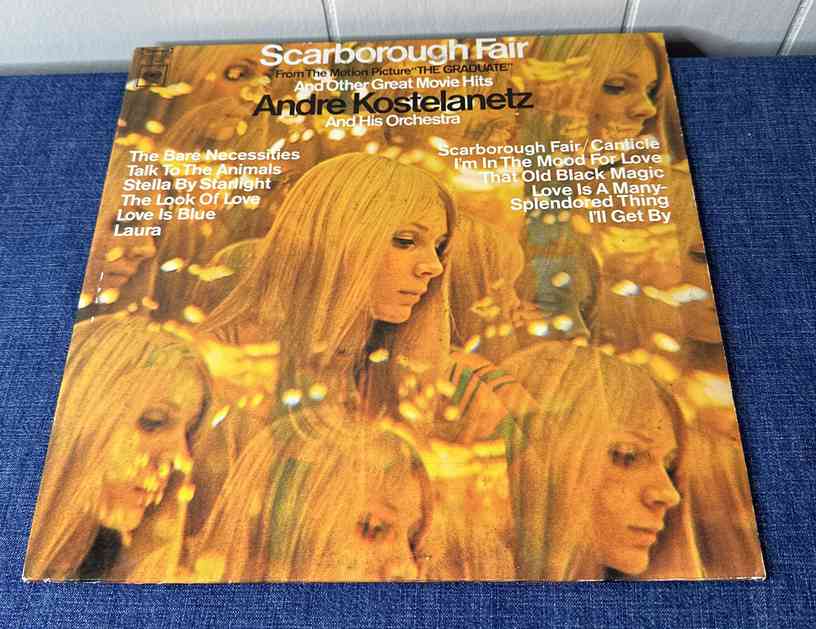 Scarborough Fair
From The Motion Picture "THE GRADUATE"
And Other Great Movie Hits
Andre Kostelanetz
And His Orchestra
The Bare Necessities
Talk To The Animals
Stella By Starlight
The Look Of Love
Love Is Blue
Laura
Scarborough Fair/Canticle
I'm In The Mood For Love
That Old Black Magic
Love Is A Many-
Splendored Thing
I'll Get By